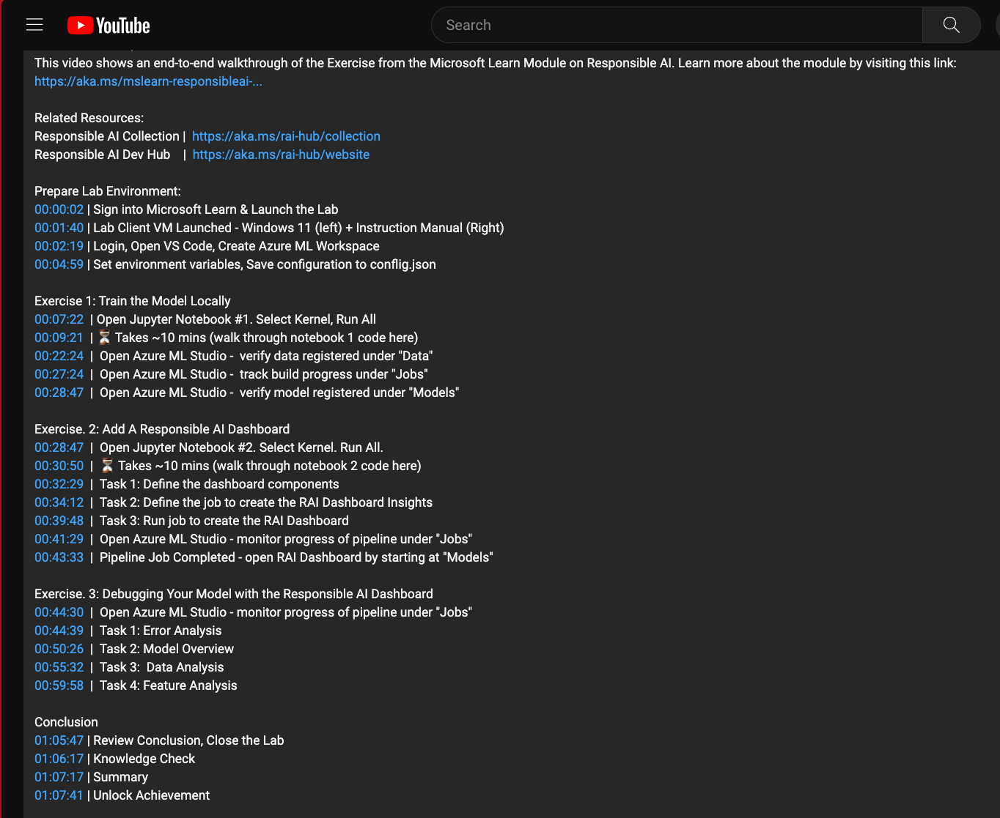 YouTube
Search
This video shows an end-to-end walkthrough of the Exercise from the Microsoft Learn Module on Responsible AI. Learn more about the module by visiting this link:
https://aka.ms/mslearn-responsibleai-...
Related Resources:
Responsible AI Collection | https://aka.ms/rai-hub/collection
Responsible AI Dev Hub | https://aka.ms/rai-hub/website
Prepare Lab Environment:
00:00:02 | Sign into Microsoft Learn & Launch the Lab
00:01:40 | Lab Client VM Launched - Windows 11 (left) + Instruction Manual (Right)
00:02:19 | Login, Open VS Code, Create Azure ML Workspace
00:04:59 | Set environment variables, Save configuration to conflig.json
Exercise 1: Train the Model Locally
00:07:22 | Open Jupyter Notebook #1. Select Kernel, Run All
00:09:21 | ⏳ Takes ~10 mins (walk through notebook 1 code here)
00:22:24 | Open Azure ML Studio - verify data registered under "Data"
00:27:24 | Open Azure ML Studio - track build progress under "Jobs"
00:28:47 | Open Azure ML Studio - verify model registered under "Models"
Exercise. 2: Add A Responsible AI Dashboard
00:28:47 | Open Jupyter Notebook #2. Select Kernel. Run All.
00:30:50 | ⏳ Takes ~10 mins (walk through notebook 2 code here)
00:32:29 | Task 1: Define the dashboard components
00:34:12 | Task 2: Define the job to create the RAI Dashboard Insights
00:39:48 | Task 3: Run job to create the RAI Dashboard
00:41:29 | Open Azure ML Studio - monitor progress of pipeline under "Jobs"
00:43:33 | Pipeline Job Completed - open RAI Dashboard by starting at "Models"
Exercise. 3: Debugging Your Model with the Responsible AI Dashboard
00:44:30 | Open Azure ML Studio - monitor progress of pipeline under "Jobs"
00:44:39 | Task 1: Error Analysis
00:50:26 | Task 2: Model Overview
00:55:32 | Task 3: Data Analysis
00:59:58 | Task 4: Feature Analysis
Conclusion
01:05:47 | Review Conclusion, Close the Lab
01:06:17 | Knowledge Check
01:07:17 | Summary
01:07:41 | Unlock Achievement